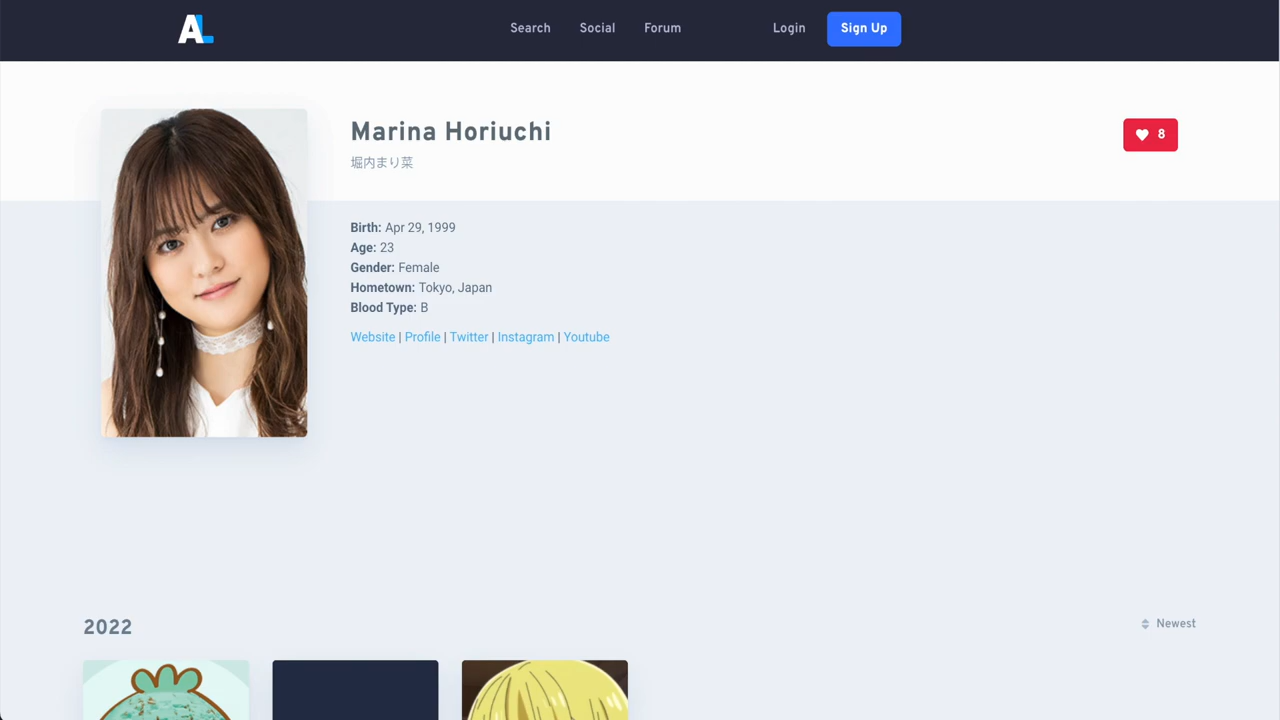 AL
Search Social Forum Login Sign Up
Marina Horiuchi
8
堀内まり菜
Birth: Apr 29, 1999
Age: 23
Gender: Female
Hometown: Tokyo, Japan
Blood Type: B
Website | Profile | Twitter | Instagram | Youtube
2022
Newest